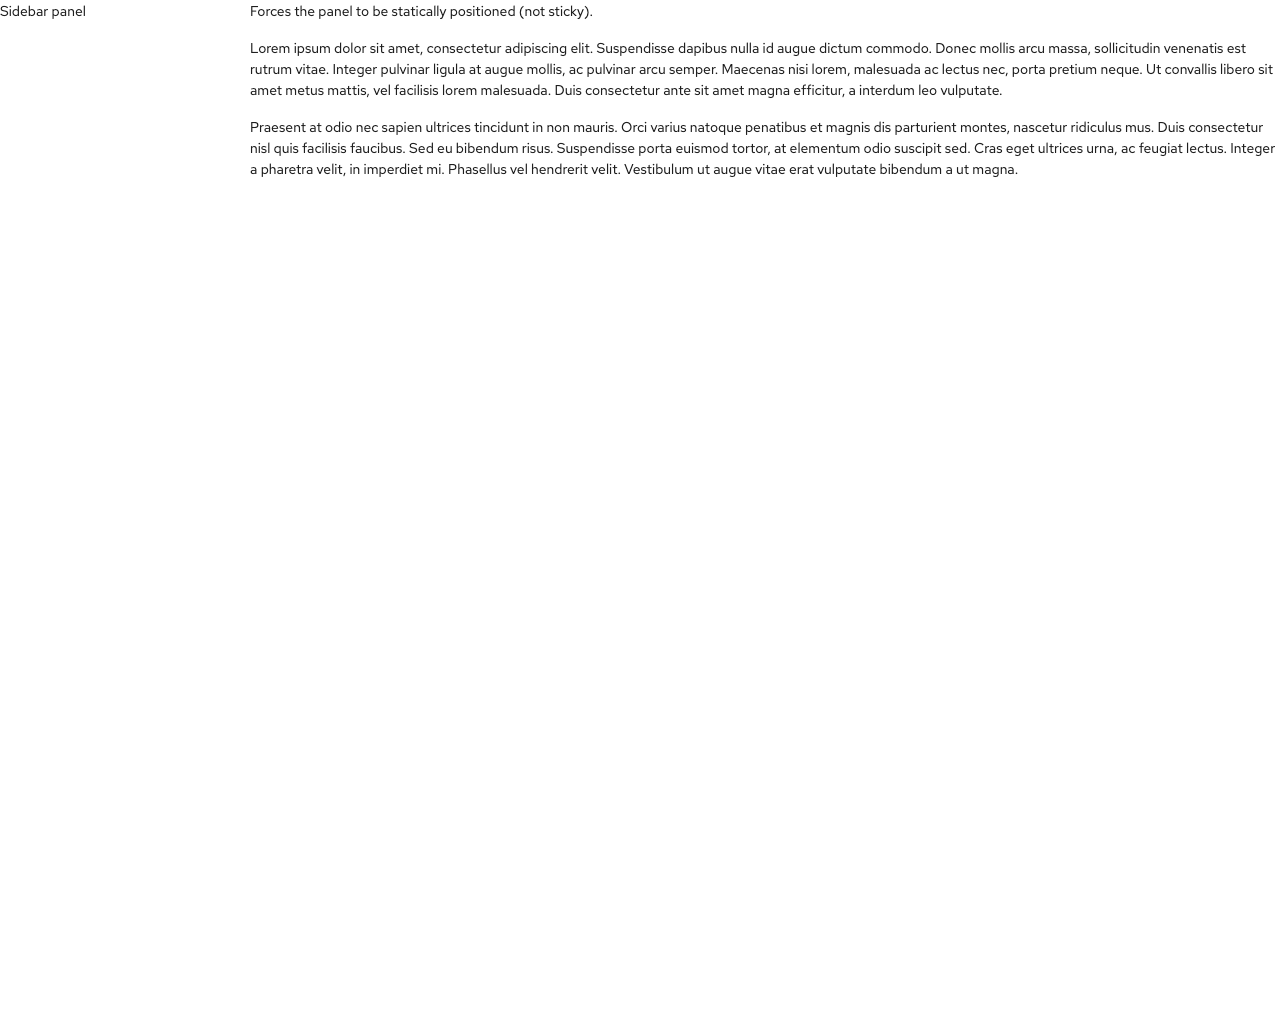 Sidebar panel
Forces the panel to be statically positioned (not sticky).
Lorem ipsum dolor sit amet, consectetur adipiscing elit. Suspendisse dapibus nulla id augue dictum commodo. Donec mollis arcu massa, sollicitudin venenatis est
rutrum vitae. Integer pulvinar ligula at augue mollis, ac pulvinar arcu semper. Maecenas nisi lorem, malesuada ac lectus nec, porta pretium neque. Ut convallis libero sit
amet metus mattis, vel facilisis lorem malesuada. Duis consectetur ante sit amet magna efficitur, a interdum leo vulputate.
Praesent at odio nec sapien ultrices tincidunt in non mauris. Orci varius natoque penatibus et magnis dis parturient montes, nascetur ridiculus mus. Duis consectetur
nisl quis facilisis faucibus. Sed eu bibendum risus. Suspendisse porta euismod tortor, at elementum odio suscipit sed. Cras eget ultrices urna, ac feugiat lectus. Integer
a pharetra velit, in imperdiet mi. Phasellus vel hendrerit velit. Vestibulum ut augue vitae erat vulputate bibendum a ut magna.